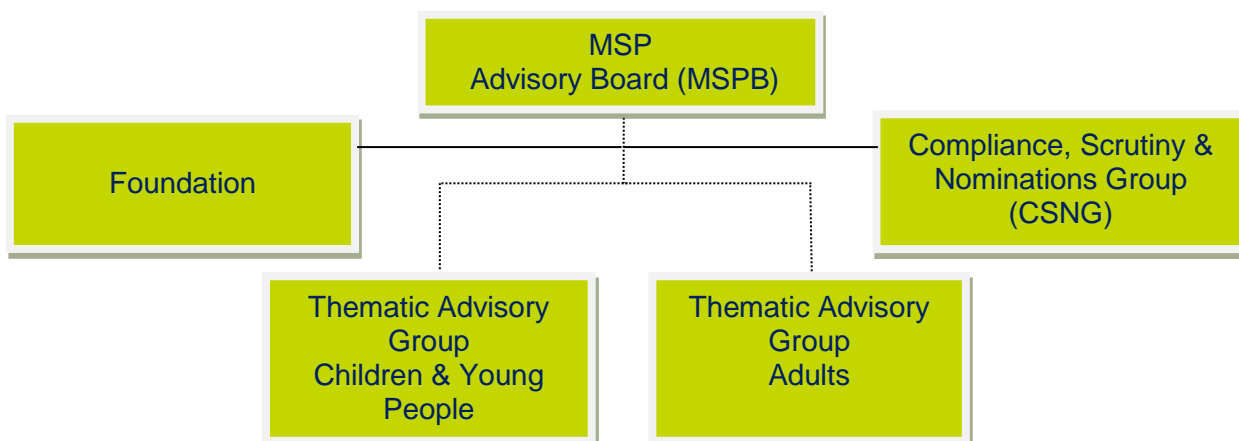 MSP
Advisory Board (MSPB)
Foundation
Compliance, Scrutiny &
Nominations Group
(CSNG)
Thematic Advisory
Group
Children & Young
People
Thematic Advisory
Group
Adults